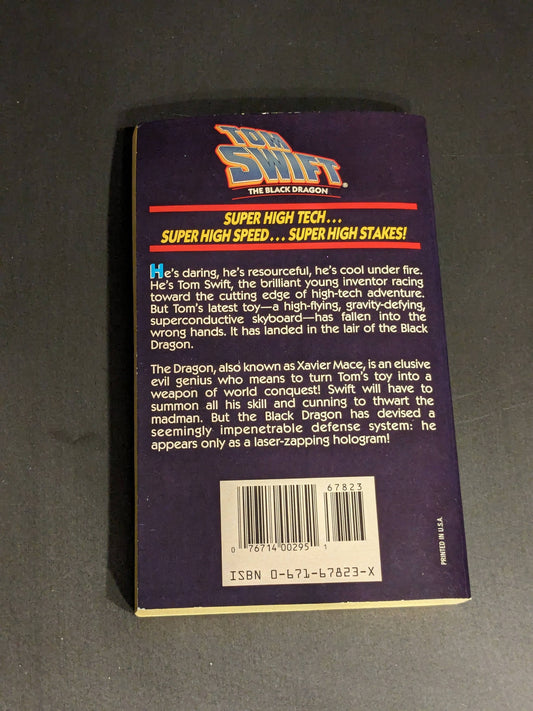 TOM
SWIFT®
THE BLACK DRAGON
SUPER HIGH TECH...
SUPER HIGH SPEED... SUPER HIGH STAKES!
He's daring, he's resourceful, he's cool under fire.
He's Tom Swift, the brilliant young inventor racing
toward the cutting edge of high-tech adventure.
But Tom's latest toy—a high-flying, gravity-defying,
superconductive skyboard—has fallen into the
wrong hands. It has landed in the lair of the Black
Dragon.
The Dragon, also known as Xavier Mace, is an elusive
evil genius who means to turn Tom's toy into a
weapon of world conquest! Swift will have to
summon all his skill and cunning to thwart the
madman. But the Black Dragon has devised a
seemingly impenetrable defense system: he
appears only as a laser-zapping hologram!
67823
0 76714 00295 1
ISBN 0-671-67823-X
PRINTED IN U.S.A.